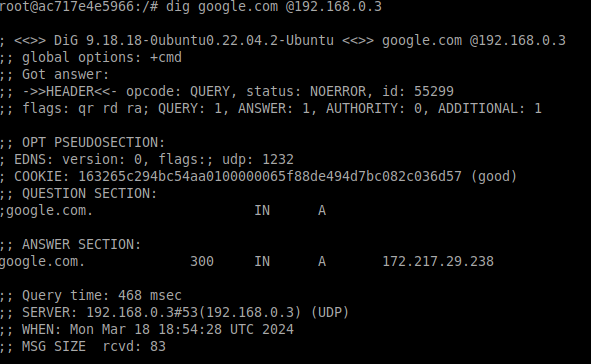 root@ac717e4e5966:/# dig google.com @192.168.0.3
; <<>> DiG 9.18.18-0ubuntu0.22.04.2-Ubuntu <<>> google.com @192.168.0.3
;; global options: +cmd
;; Got answer:
;; ->>HEADER<<- opcode: QUERY, status: NOERROR, id: 55299
;; flags: qr rd ra; QUERY: 1, ANSWER: 1, AUTHORITY: 0, ADDITIONAL: 1
;; OPT PSEUDOSECTION:
; EDNS: version: 0, flags:; udp: 1232
; COOKIE: 163265c294bc54aa0100000065f88de494d7bc082c036d57 (good)
;; QUESTION SECTION:
;google.com. IN A
;; ANSWER SECTION:
google.com. 300 IN A 172.217.29.238
;; Query time: 468 msec
;; SERVER: 192.168.0.3#53(192.168.0.3) (UDP)
;; WHEN: Mon Mar 18 18:54:28 UTC 2024
;; MSG SIZE rcvd: 83